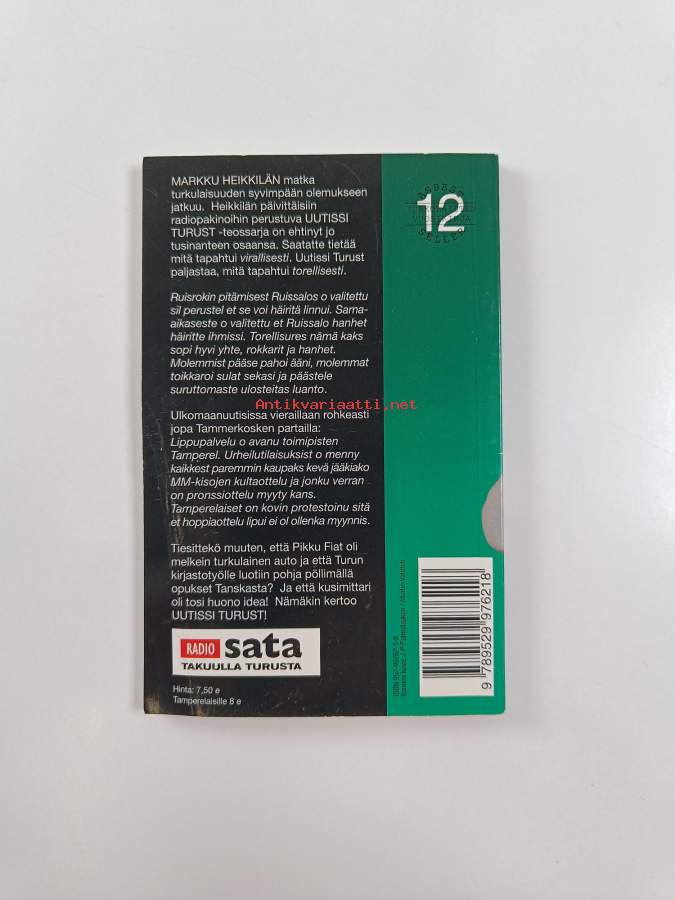 MARKKU HEIKKILÄN matka
turkulaisuuden syvimpään olemukseen
jatkuu. Heikkilän päivittäisiin
radiopakinoihin perustuva UUTISSI
TURUST -teossarja on ehtinyt jo
tusinanteen osaansa. Saatatte tietää
mitä tapahtui virallisesti. Uutissi Turust
paljastaa, mitä tapahtui torellisesti.
Ruisrokin pitämisest Ruissalos o valitettu
sil perustel et se voi häiritä linnui. Sama-
aikaseste o valitettu et Ruissalo hanhet
häiritte ihmissi. Torellisures nämä kaks
sopi hyvi yhte, rokkarit ja hanhet.
Molemmist pääse pahoi ääni, molemmat
toikkaroi sulat sekasi ja päästele
suruttomaste ulosteitas luanto.
Antikvariaatti.net
Ulkomaanuutisissa vieraillaan rohkeasti
jopa Tammerkosken partailla:
Lippupalvelu o avanu toimipisten
Tamperel. Urheilutilaisuksist o menny
kaikkest paremmin kaupaks kevä jääkiako
MM-kisojen kultaottelu ja jonku verran
on pronssiottelu myyty kans.
Tamperelaiset on kovin protestoinu sitä
et hoppiaottelu lipui ei ol ollenka myynnis.
Tiesittekö muuten, että Pikku Fiat oli
melkein turkulainen auto ja että Turun
kirjastotyölle luotiin pohja pöllimällä
opukset Tanskasta? Ja että kusimittari
oli tosi huono idea! Nämäkin kertoo
UUTISSI TURUST!
RADIO sata
TAKUULLA TURUSTA
Hinta: 7,50 e
Tamperelaisille 8 e
12
SELLER
9 789529 976218